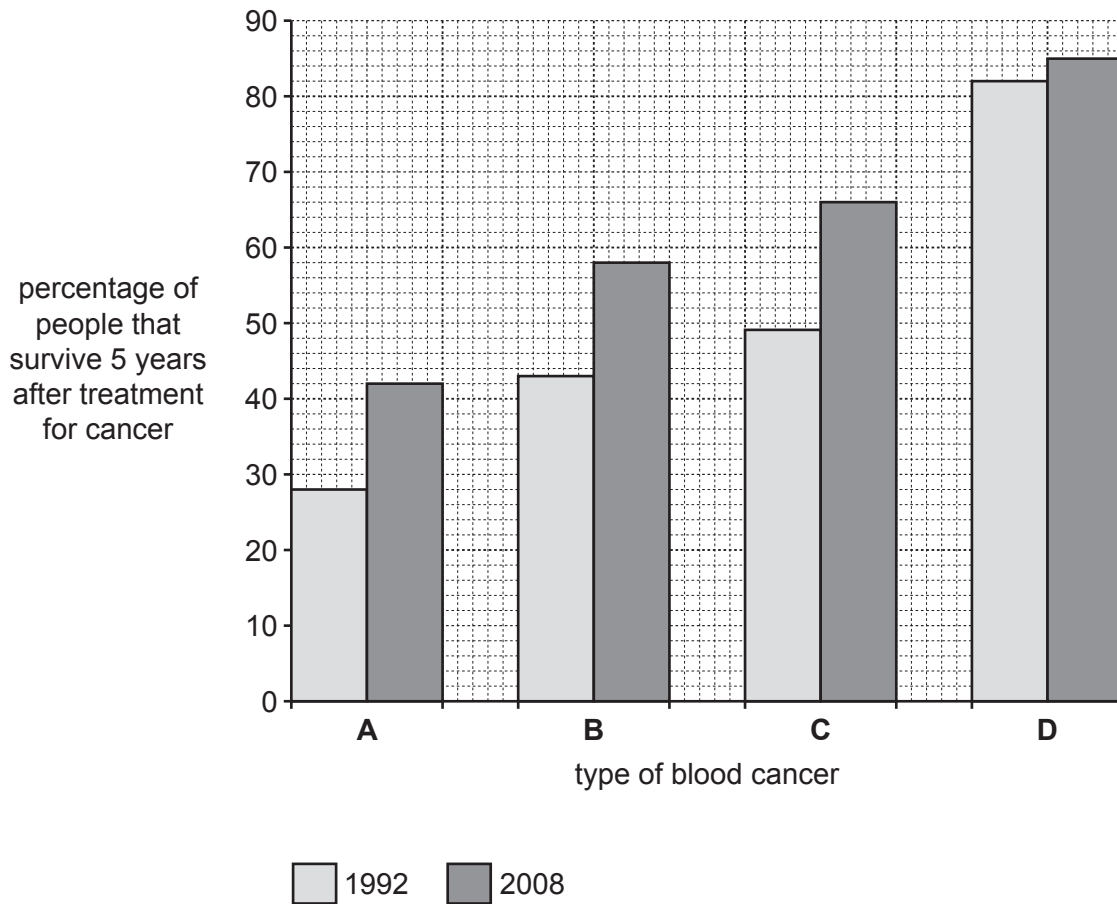 90
80
70
60
50
40
30
20
10
0
percentage of
people that
survive 5 years
after treatment
for cancer
A B C D
type of blood cancer
1992 2008